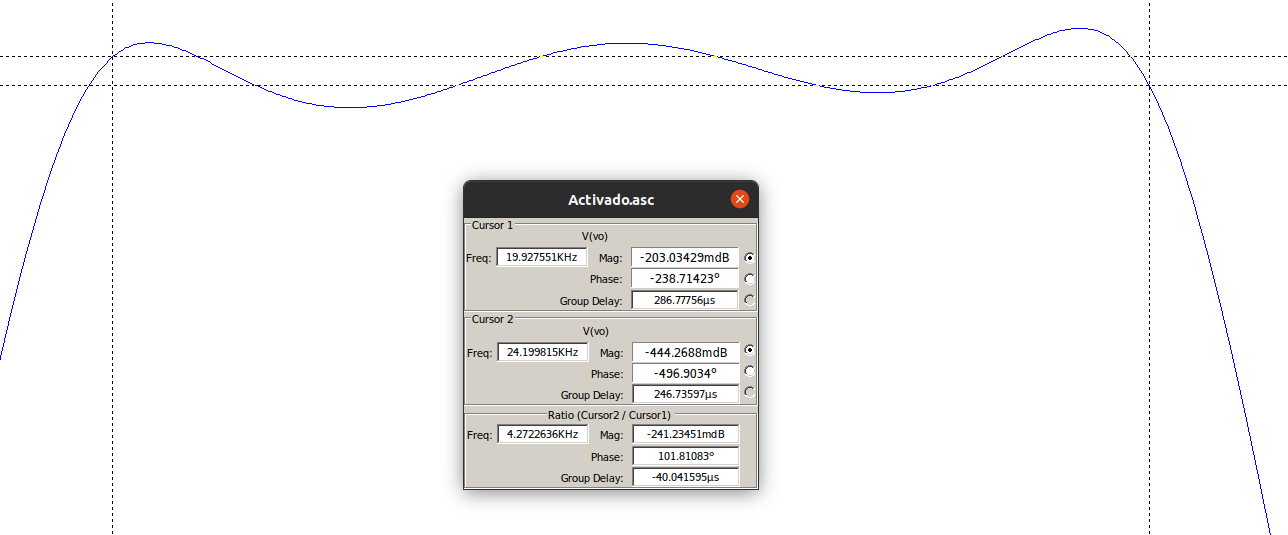 Activado.asc
Cursor 1
V(vo)
Freq: 19.927551KHz Mag: -203.03429mdB
Phase: -238.71423°
Group Delay: 286.77756µs
Cursor 2
V(vo)
Freq: 24.199815KHz Mag: -444.2688mdB
Phase: -496.9034°
Group Delay: 246.73597µs
Ratio (Cursor2 / Cursor1)
Freq: 4.2722636KHz Mag: -241.23451mdB
Phase: 101.81083°
Group Delay: -40.041595µs